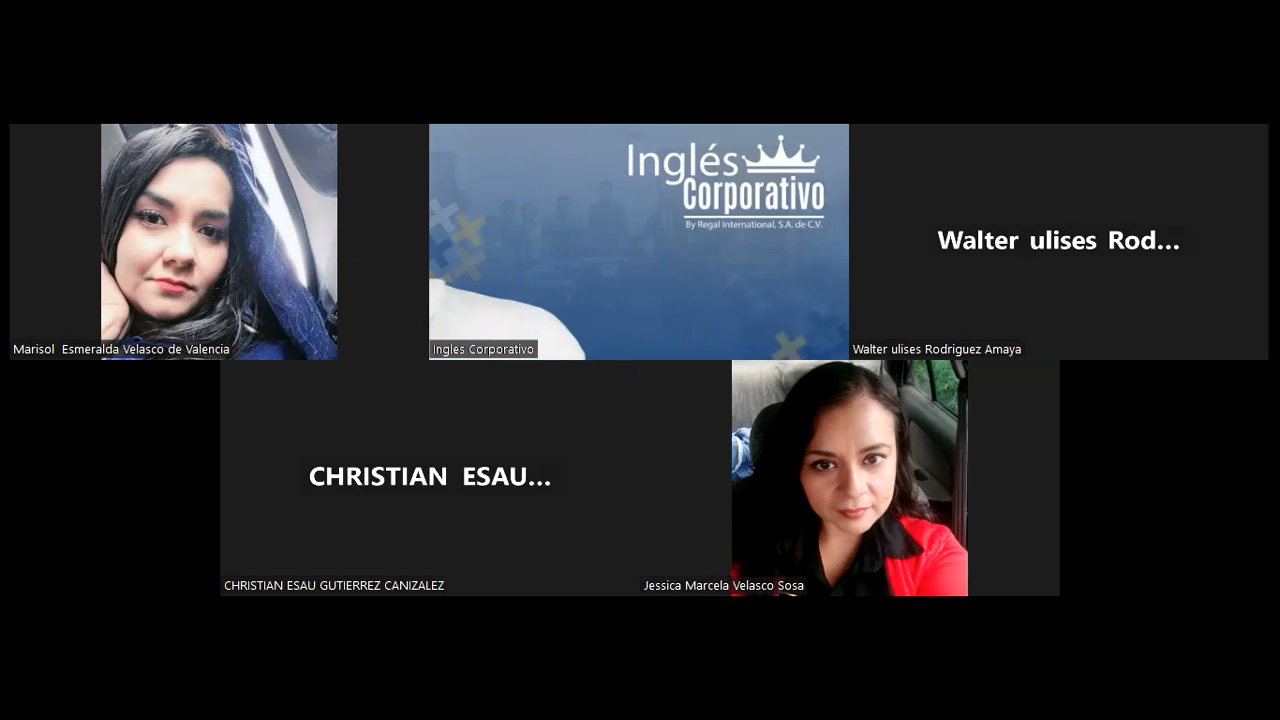 Inglés
Corporativo
By Regal International, S.A. de C.V.
Walter ulises Rod...
Marisol Esmeralda Velasco de Valencia
Ingles Corporativo
Walter ulises Rodriguez Amaya
CHRISTIAN ESAU...
CHRISTIAN ESAU GUTIERREZ CANIZALEZ
Jessica Marcela Velasco Sosa